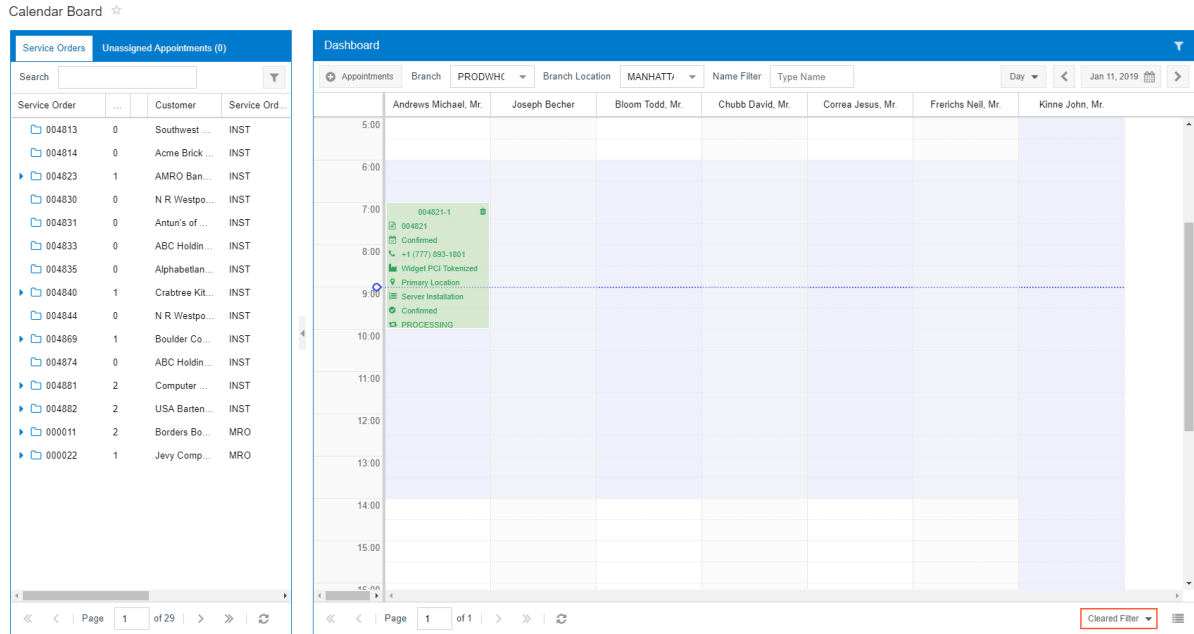 Calendar Board
Service Orders Unassigned Appointments (0)
Search
Service Order ... Customer Service Ord...
004813 0 Southwest ... INST
004814 0 Acme Brick ... INST
004823 1 AMRO Ban... INST
004830 0 N R Westpo... INST
004831 0 Antun's of ... INST
004833 0 ABC Holdin... INST
004835 0 Alphabetlan... INST
004840 1 Crabtree Kit... INST
004844 0 N R Westpo... INST
004869 1 Boulder Co... INST
004874 0 ABC Holdin... INST
004881 2 Computer ... INST
004882 2 USA Barten... INST
000011 2 Borders Bo... MRO
000022 1 Jevy Comp... MRO
Page 1 of 29
Dashboard
Appointments Branch PRODWHC Branch Location MANHATTA Name Filter Type Name Day Jan 11, 2019
Andrews Michael, Mr. Joseph Becher Bloom Todd, Mr. Chubb David, Mr. Correa Jesus, Mr. Frerichs Neil, Mr. Kinne John, Mr.
5:00
6:00
7:00
8:00
9:00
10:00
11:00
12:00
13:00
14:00
15:00
16:00
004821-1
004821
Confirmed
+1 (777) 893-1801
Widget PCI Tokenized
Primary Location
Server Installation
Confirmed
PROCESSING
Page 1 of 1
Cleared Filter